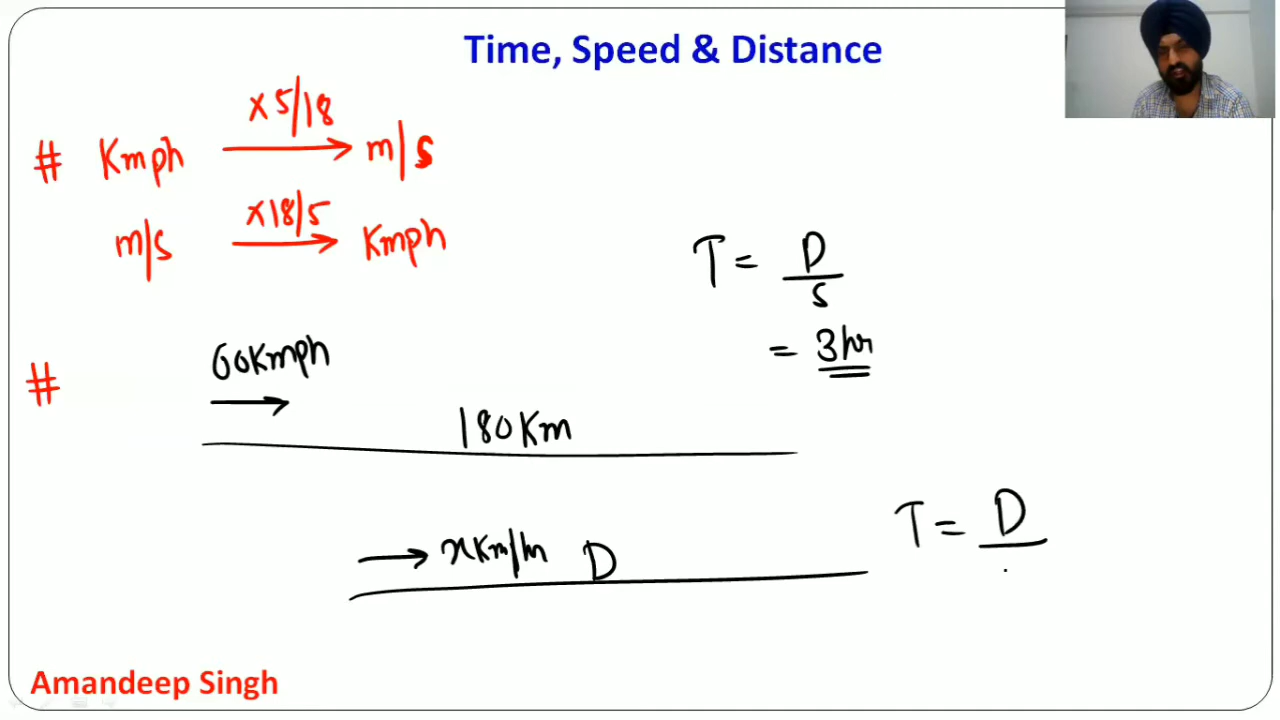 Time, Speed & Distance
# Kmph ×5/18 → m/s
m/s ×18/5 → Kmph
T = D/s
= 3hr
#
60Kmph
180Km
→ xKm/hr D
T = D
Amandeep Singh